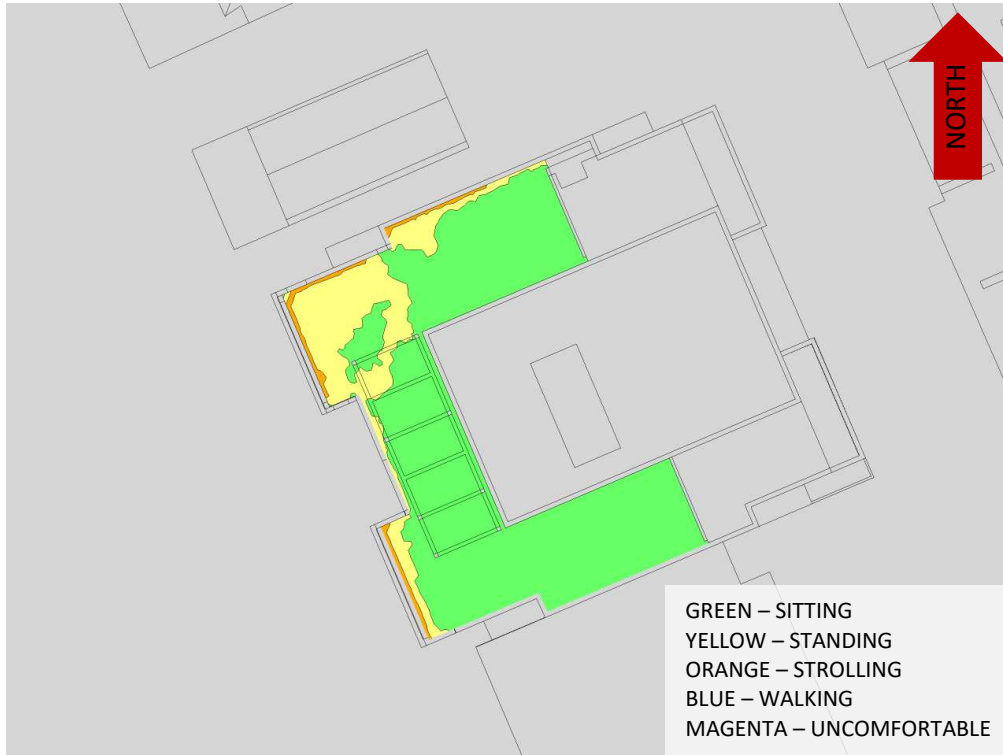 NORTH
GREEN – SITTING
YELLOW – STANDING
ORANGE – STROLLING
BLUE – WALKING
MAGENTA – UNCOMFORTABLE